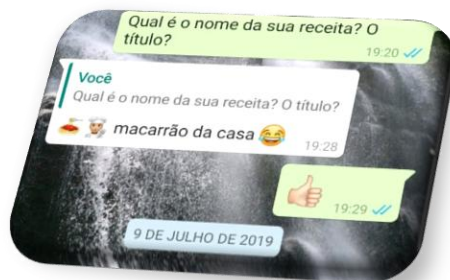 Qual é o nome da sua receita? O
título?
19:20
Você
Qual é o nome da sua receita? O título?
🍝 👨‍🍳 macarrão da casa 😂
19:28
👍
19:29
9 DE JULHO DE 2019